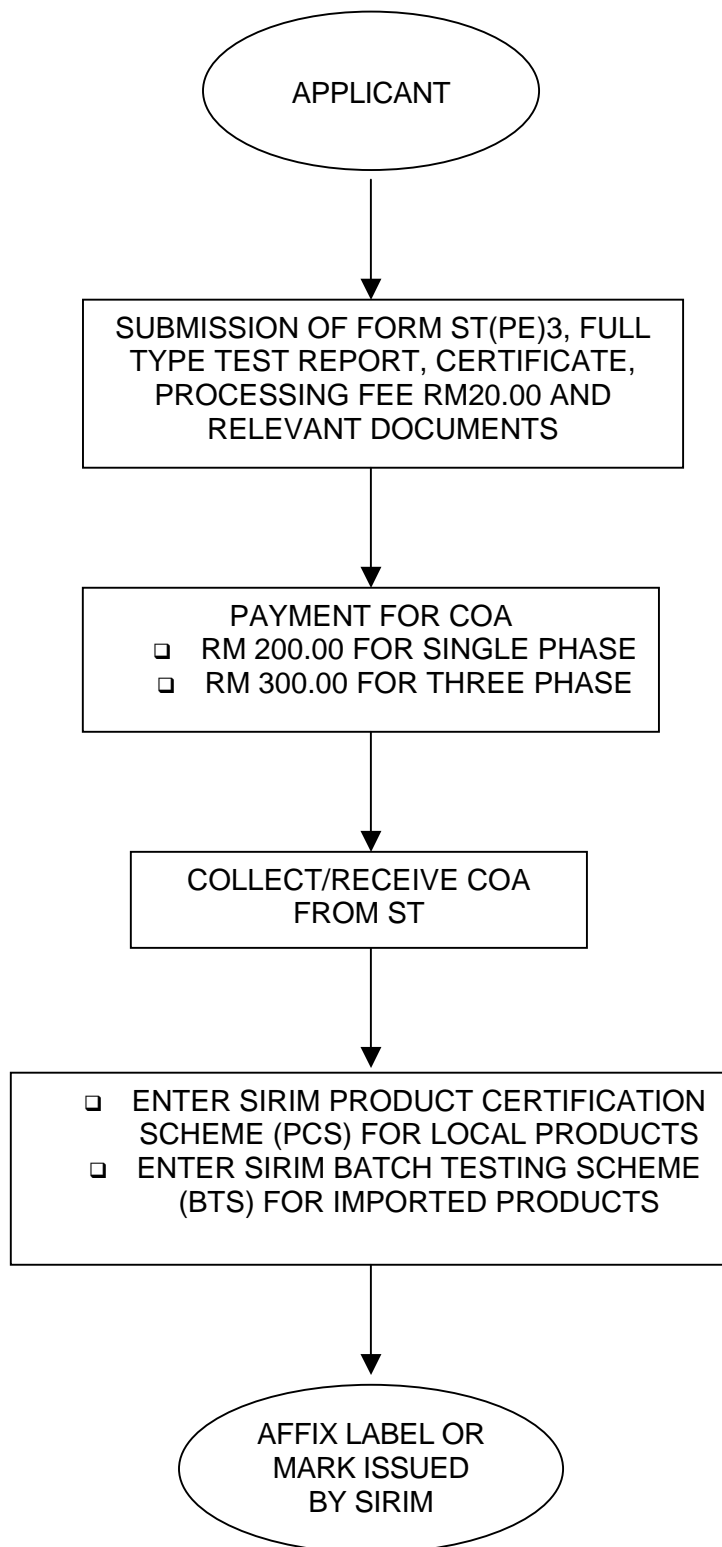 APPLICANT
SUBMISSION OF FORM ST(PE)3, FULL
TYPE TEST REPORT, CERTIFICATE,
PROCESSING FEE RM20.00 AND
RELEVANT DOCUMENTS
PAYMENT FOR COA
❑ RM 200.00 FOR SINGLE PHASE
❑ RM 300.00 FOR THREE PHASE
COLLECT/RECEIVE COA
FROM ST
❑ ENTER SIRIM PRODUCT CERTIFICATION
SCHEME (PCS) FOR LOCAL PRODUCTS
❑ ENTER SIRIM BATCH TESTING SCHEME
(BTS) FOR IMPORTED PRODUCTS
AFFIX LABEL OR
MARK ISSUED
BY SIRIM